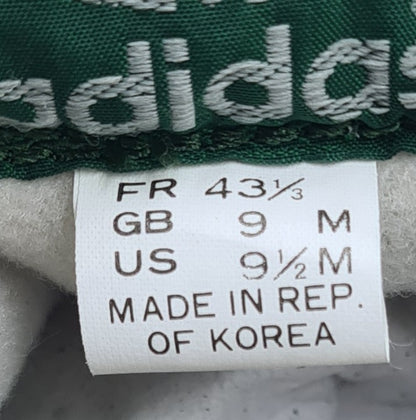 adidas
FR 43⅓
GB 9 M
US 9½ M
MADE IN REP.
OF KOREA